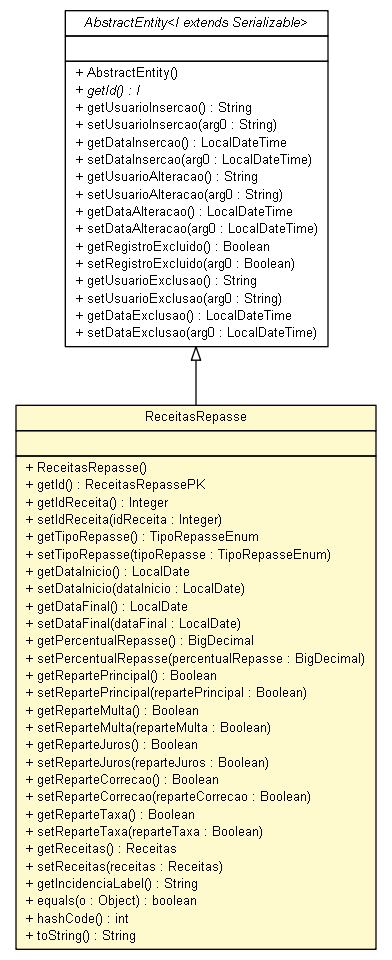 AbstractEntity<I extends Serializable>
+ AbstractEntity()
+ getId() : I
+ getUsuarioInsercao() : String
+ setUsuarioInsercao(arg0 : String)
+ getDataInsercao() : LocalDateTime
+ setDataInsercao(arg0 : LocalDateTime)
+ getUsuarioAlteracao() : String
+ setUsuarioAlteracao(arg0 : String)
+ getDataAlteracao() : LocalDateTime
+ setDataAlteracao(arg0 : LocalDateTime)
+ getRegistroExcluido() : Boolean
+ setRegistroExcluido(arg0 : Boolean)
+ getUsuarioExclusao() : String
+ setUsuarioExclusao(arg0 : String)
+ getDataExclusao() : LocalDateTime
+ setDataExclusao(arg0 : LocalDateTime)
ReceitasRepasse
+ ReceitasRepasse()
+ getId() : ReceitasRepassePK
+ getIdReceita() : Integer
+ setIdReceita(idReceita : Integer)
+ getTipoRepasse() : TipoRepasseEnum
+ setTipoRepasse(tipoRepasse : TipoRepasseEnum)
+ getDataInicio() : LocalDate
+ setDataInicio(dataInicio : LocalDate)
+ getDataFinal() : LocalDate
+ setDataFinal(dataFinal : LocalDate)
+ getPercentualRepasse() : BigDecimal
+ setPercentualRepasse(percentualRepasse : BigDecimal)
+ getRepartePrincipal() : Boolean
+ setRepartePrincipal(repartePrincipal : Boolean)
+ getReparteMulta() : Boolean
+ setReparteMulta(reparteMulta : Boolean)
+ getReparteJuros() : Boolean
+ setReparteJuros(reparteJuros : Boolean)
+ getReparteCorrecao() : Boolean
+ setReparteCorrecao(reparteCorrecao : Boolean)
+ getReparteTaxa() : Boolean
+ setReparteTaxa(reparteTaxa : Boolean)
+ getReceitas() : Receitas
+ setReceitas(receitas : Receitas)
+ getIncidenciaLabel() : String
+ equals(o : Object) : boolean
+ hashCode() : int
+ toString() : String